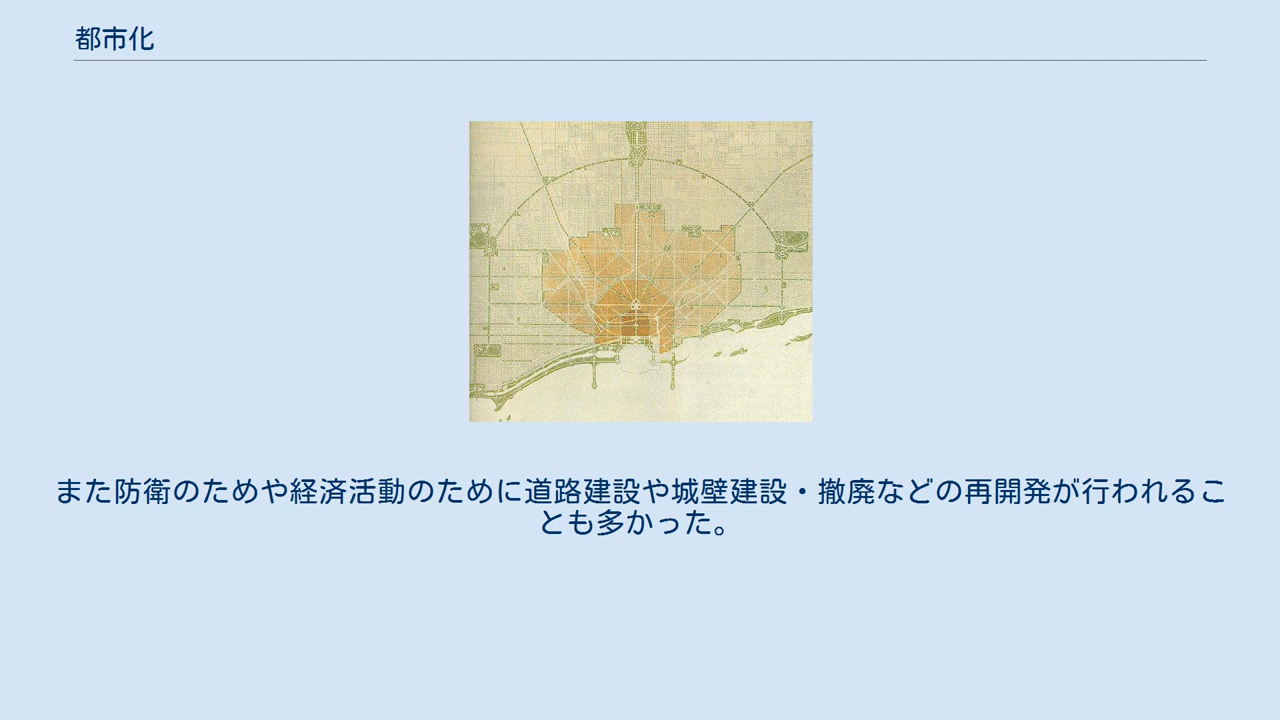 都市化
また防衛のためや経済活動のために道路建設や城壁建設・撤廃などの再開発が行われるこ
とも多かった。